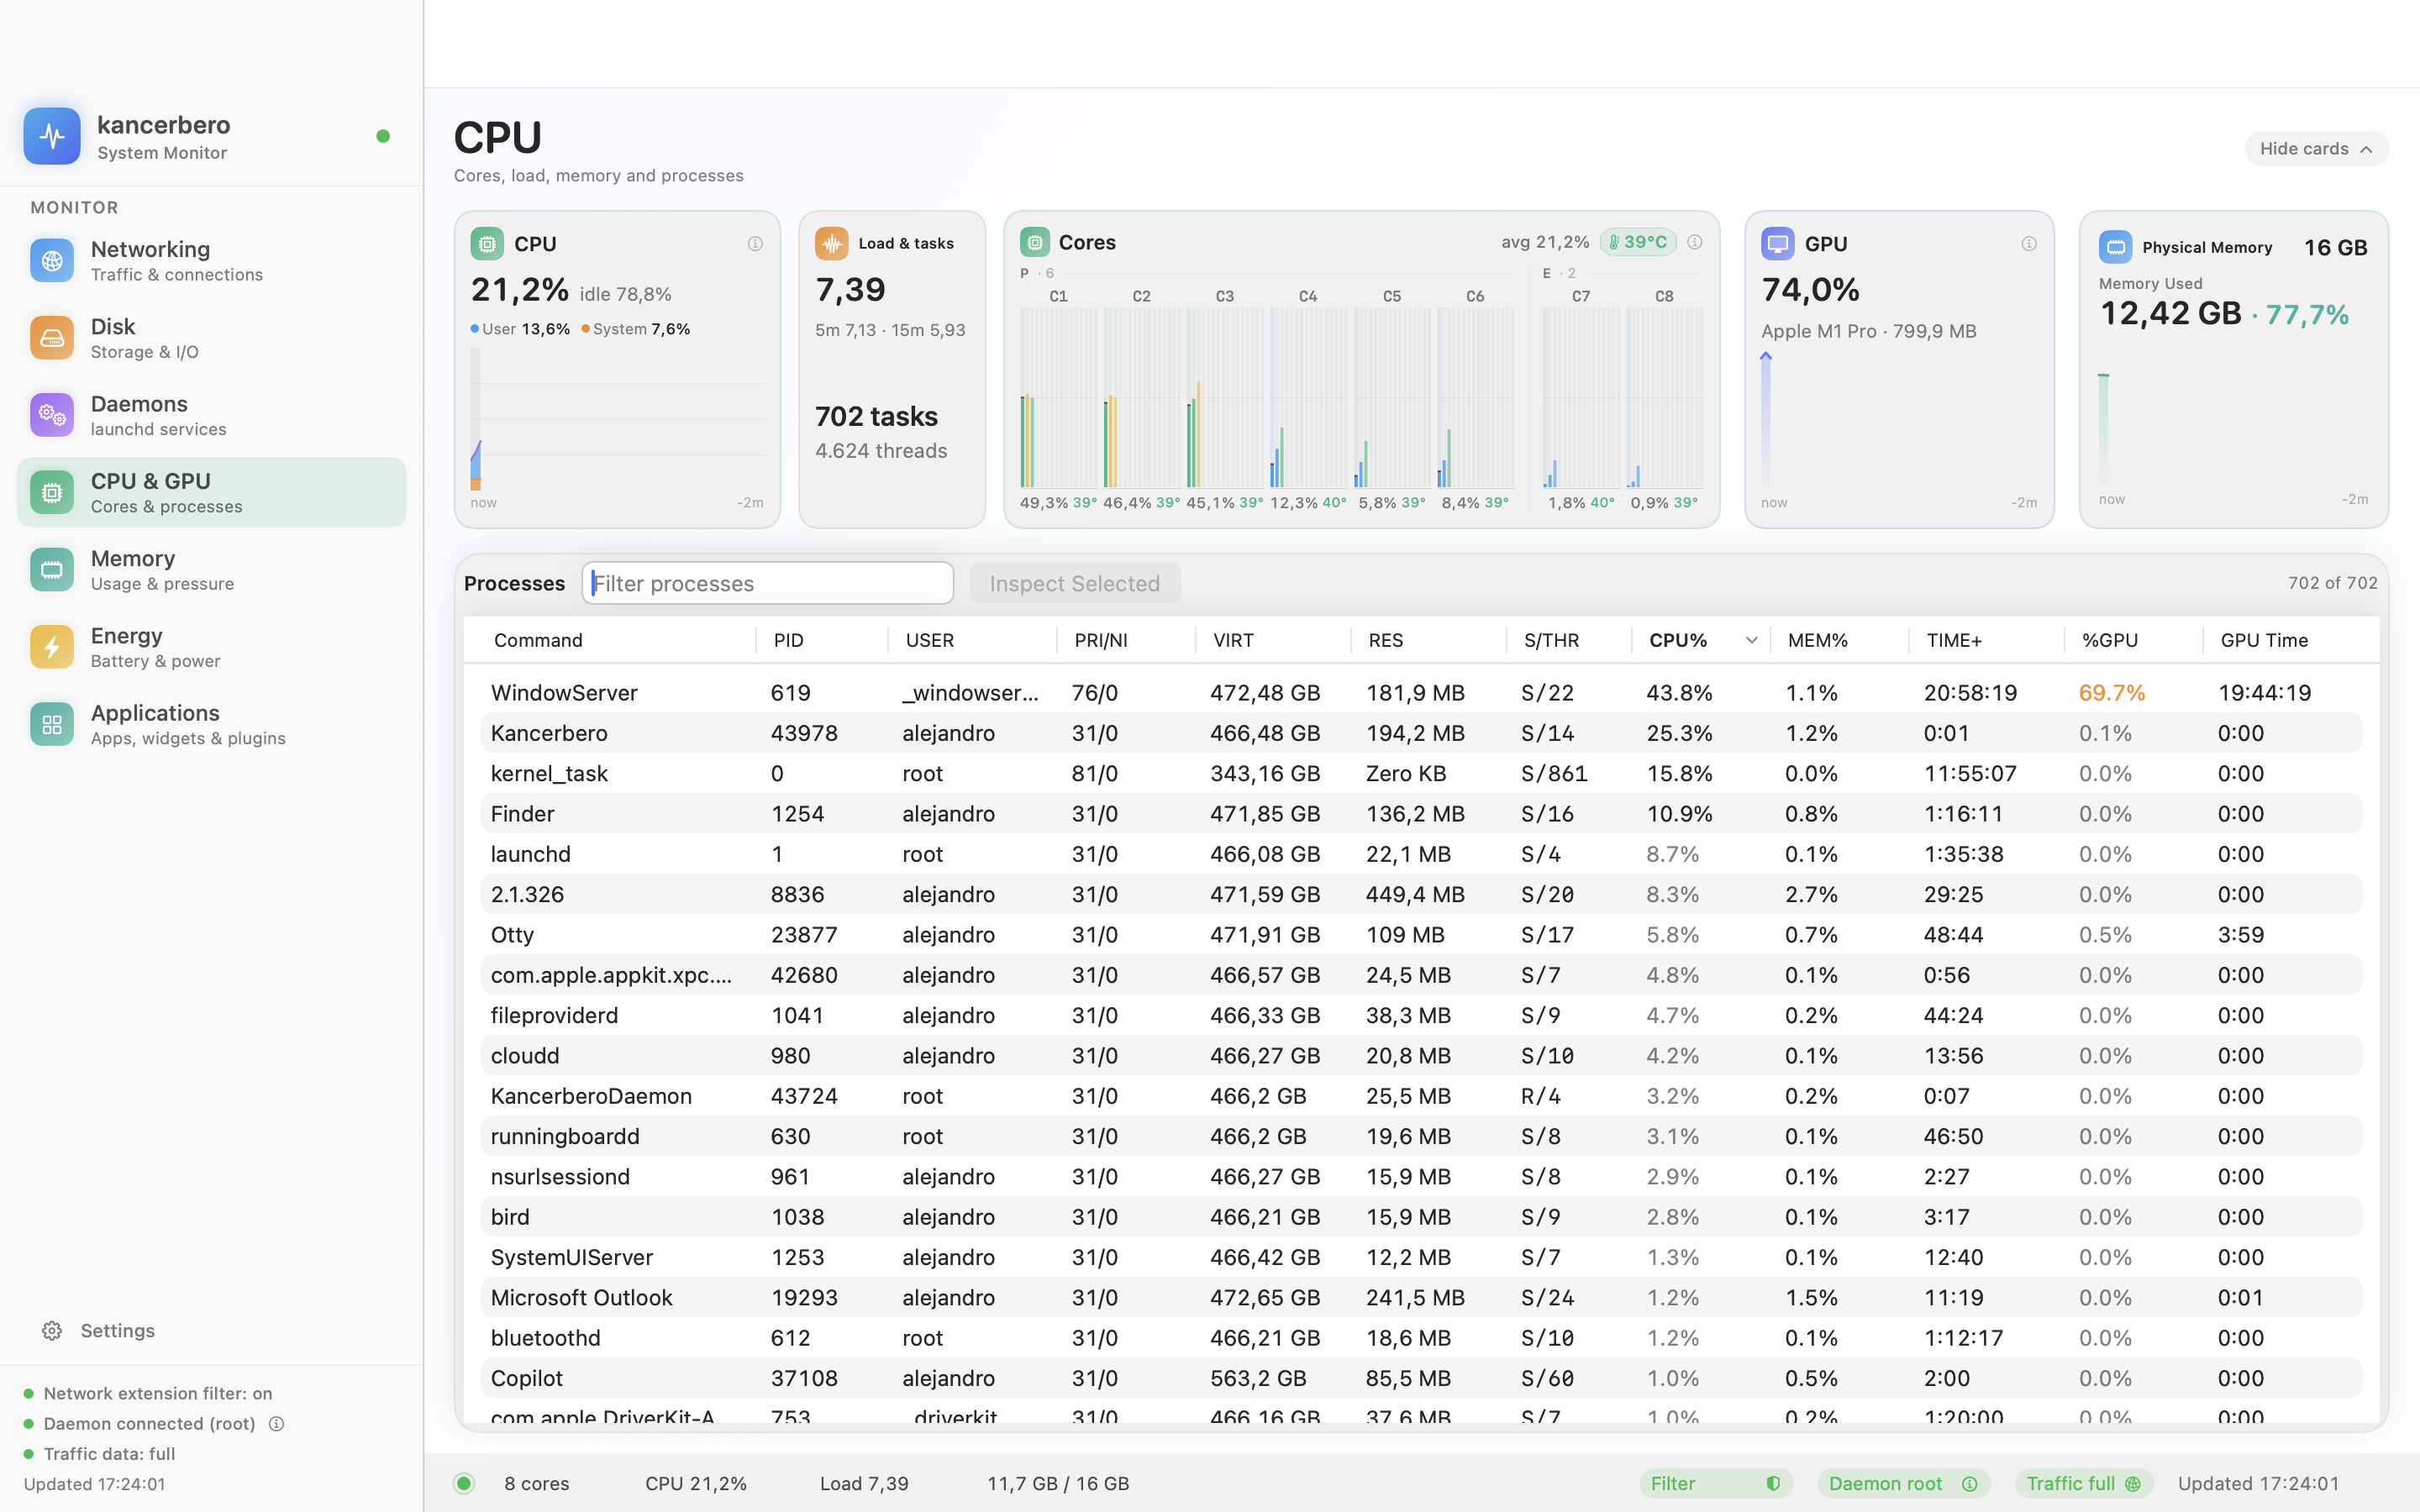 kancerbero
System Monitor
MONITOR
Networking
Traffic & connections
Disk
Storage & I/O
Daemons
launchd services
CPU & GPU
Cores & processes
Memory
Usage & pressure
Energy
Battery & power
Applications
Apps, widgets & plugins
Settings
Network extension filter: on
Daemon connected (root)
Traffic data: full
Updated 17:24:01
CPU
Cores, load, memory and processes
Hide cards
CPU
21,2% idle 78,8%
User 13,6% System 7,6%
now -2m
Load & tasks
7,39
5m 7,13 · 15m 5,93
702 tasks
4.624 threads
Cores avg 21,2% 39°C
P · 6 E · 2
C1 C2 C3 C4 C5 C6 C7 C8
49,3% 39° 46,4% 39° 45,1% 39° 12,3% 40° 5,8% 39° 8,4% 39° 1,8% 40° 0,9% 39°
GPU
74,0%
Apple M1 Pro · 799,9 MB
now -2m
Physical Memory 16 GB
Memory Used
12,42 GB · 77,7%
now -2m
Processes Filter processes Inspect Selected 702 of 702
Command PID USER PRI/NI VIRT RES S/THR CPU% MEM% TIME+ %GPU GPU Time
WindowServer 619 _windowser... 76/0 472,48 GB 181,9 MB S/22 43.8% 1.1% 20:58:19 69.7% 19:44:19
Kancerbero 43978 alejandro 31/0 466,48 GB 194,2 MB S/14 25.3% 1.2% 0:01 0.1% 0:00
kernel_task 0 root 81/0 343,16 GB Zero KB S/861 15.8% 0.0% 11:55:07 0.0% 0:00
Finder 1254 alejandro 31/0 471,85 GB 136,2 MB S/16 10.9% 0.8% 1:16:11 0.0% 0:00
launchd 1 root 31/0 466,08 GB 22,1 MB S/4 8.7% 0.1% 1:35:38 0.0% 0:00
2.1.326 8836 alejandro 31/0 471,59 GB 449,4 MB S/20 8.3% 2.7% 29:25 0.0% 0:00
Otty 23877 alejandro 31/0 471,91 GB 109 MB S/17 5.8% 0.7% 48:44 0.5% 3:59
com.apple.appkit.xpc.... 42680 alejandro 31/0 466,57 GB 24,5 MB S/7 4.8% 0.1% 0:56 0.0% 0:00
fileproviderd 1041 alejandro 31/0 466,33 GB 38,3 MB S/9 4.7% 0.2% 44:24 0.0% 0:00
cloudd 980 alejandro 31/0 466,27 GB 20,8 MB S/10 4.2% 0.1% 13:56 0.0% 0:00
KancerberoDaemon 43724 root 31/0 466,2 GB 25,5 MB R/4 3.2% 0.2% 0:07 0.0% 0:00
runningboardd 630 root 31/0 466,2 GB 19,6 MB S/8 3.1% 0.1% 46:50 0.0% 0:00
nsurlsessiond 961 alejandro 31/0 466,27 GB 15,9 MB S/8 2.9% 0.1% 2:27 0.0% 0:00
bird 1038 alejandro 31/0 466,21 GB 15,9 MB S/9 2.8% 0.1% 3:17 0.0% 0:00
SystemUIServer 1253 alejandro 31/0 466,42 GB 12,2 MB S/7 1.3% 0.1% 12:40 0.0% 0:00
Microsoft Outlook 19293 alejandro 31/0 472,65 GB 241,5 MB S/24 1.2% 1.5% 11:19 0.0% 0:01
bluetoothd 612 root 31/0 466,21 GB 18,6 MB S/10 1.2% 0.1% 1:12:17 0.0% 0:00
Copilot 37108 alejandro 31/0 563,2 GB 85,5 MB S/60 1.0% 0.5% 2:00 0.0% 0:00
com.apple.DriverKit-A 753 _driverkit 31/0 466,16 GB 37,6 MB S/7 1.0% 0.2% 1:20:00 0.0% 0:00
8 cores CPU 21,2% Load 7,39 11,7 GB / 16 GB Filter Daemon root Traffic full Updated 17:24:01